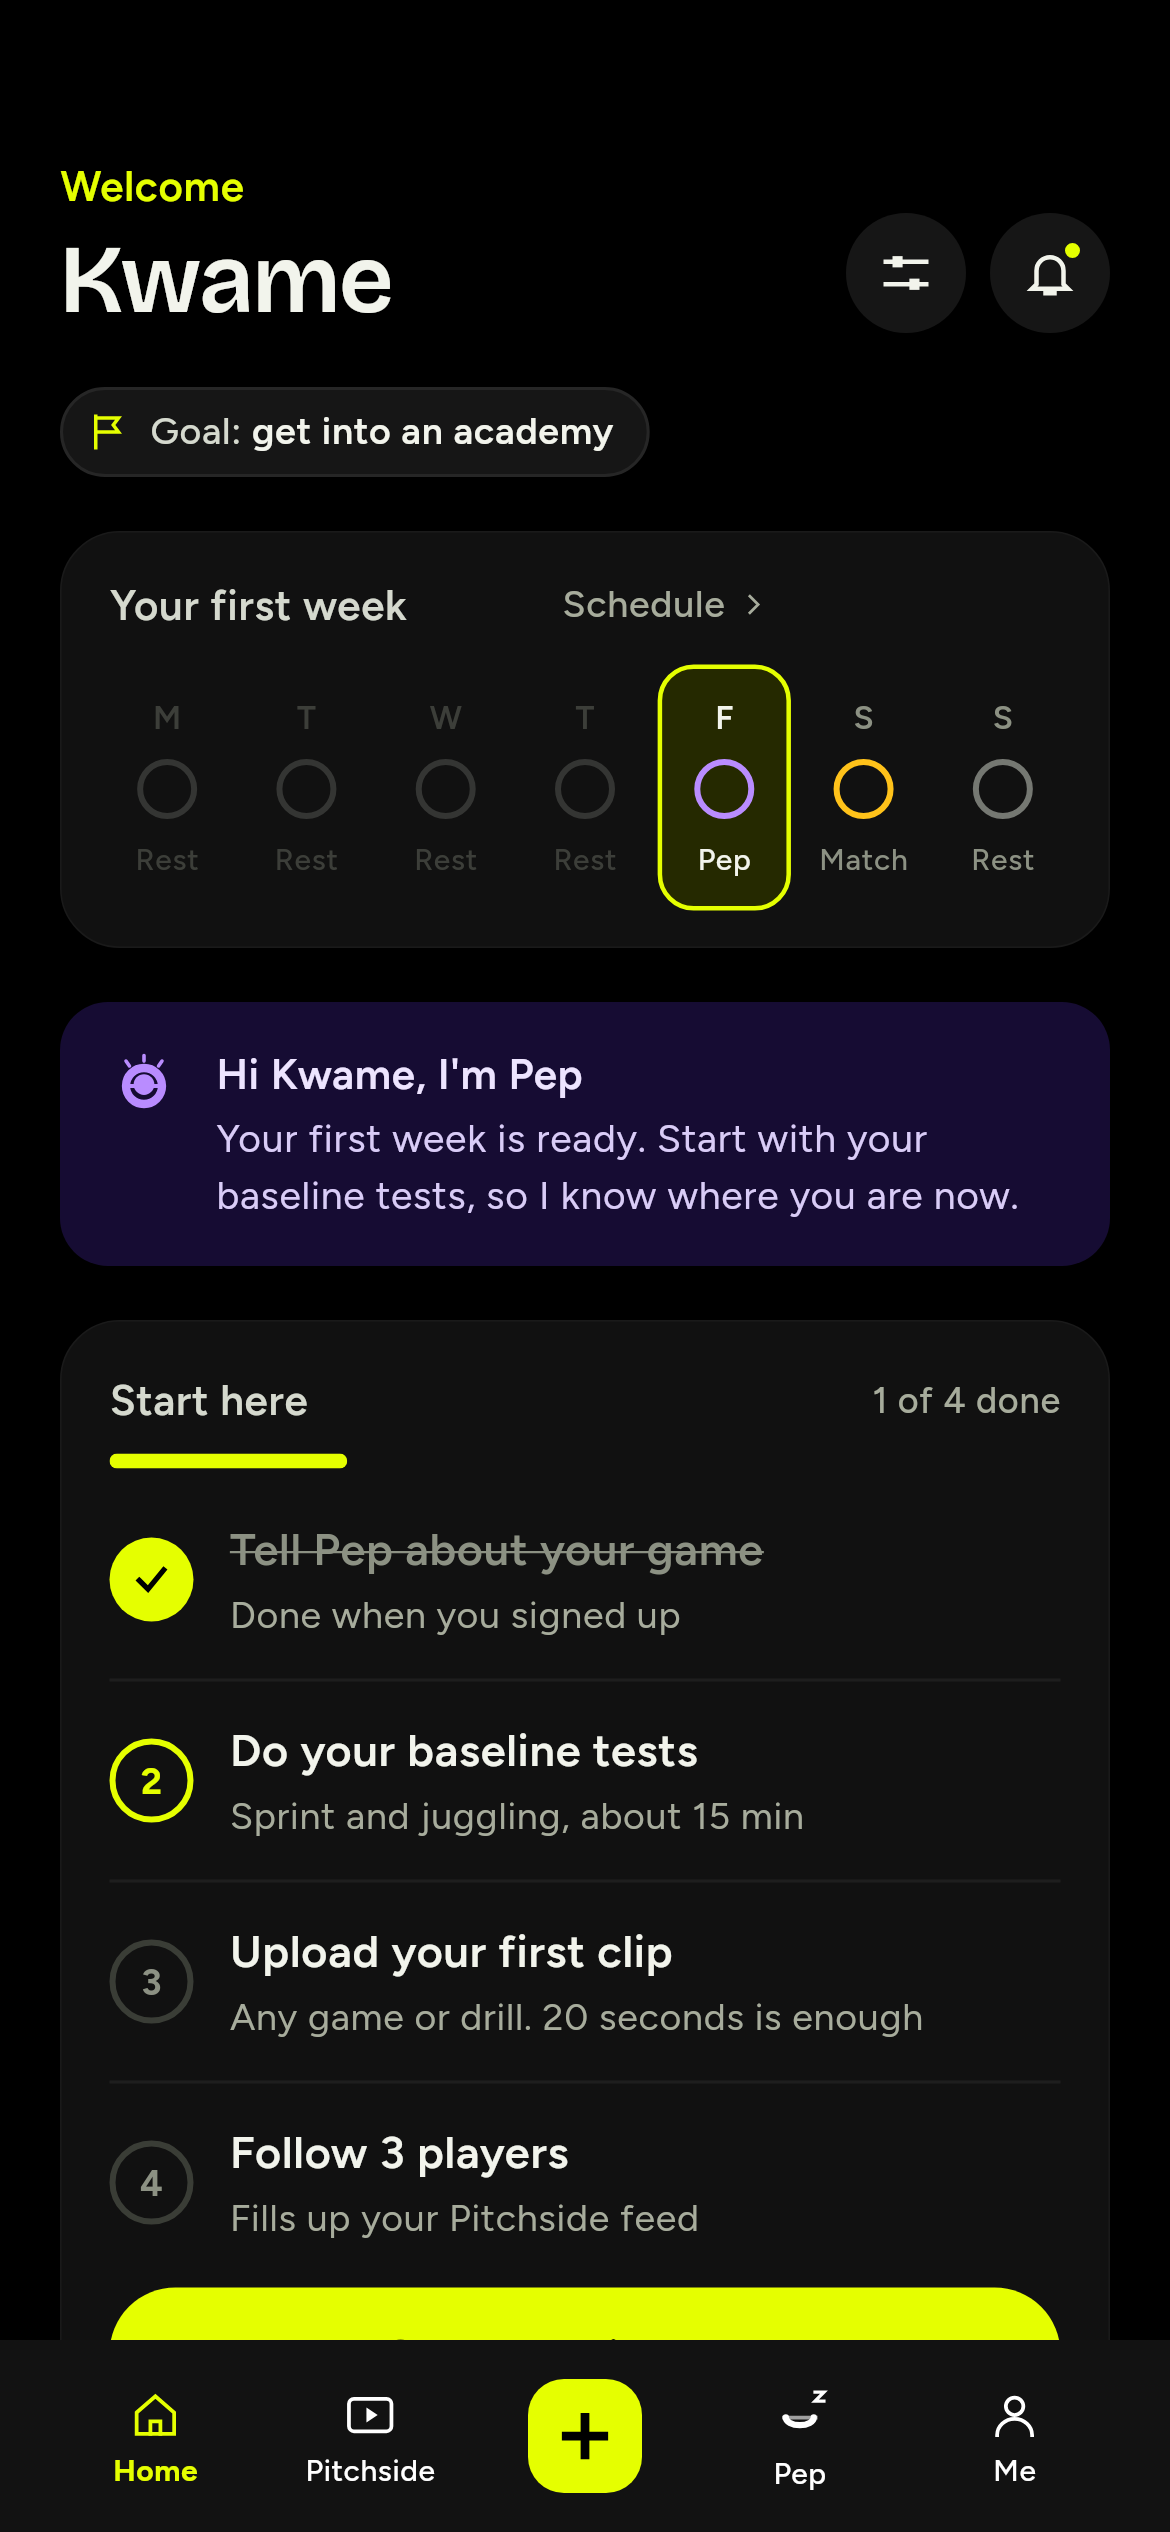 Welcome
Kwame
Goal: get into an academy
Your first week
Schedule
M T W T F S S
Rest Rest Rest Rest Pep Match Rest
Hi Kwame, I'm Pep
Your first week is ready. Start with your
baseline tests, so I know where you are now.
Start here
1 of 4 done
Tell Pep about your game
Done when you signed up
2
Do your baseline tests
Sprint and juggling, about 15 min
3
Upload your first clip
Any game or drill. 20 seconds is enough
4
Follow 3 players
Fills up your Pitchside feed
Home
Pitchside
Pep
Me